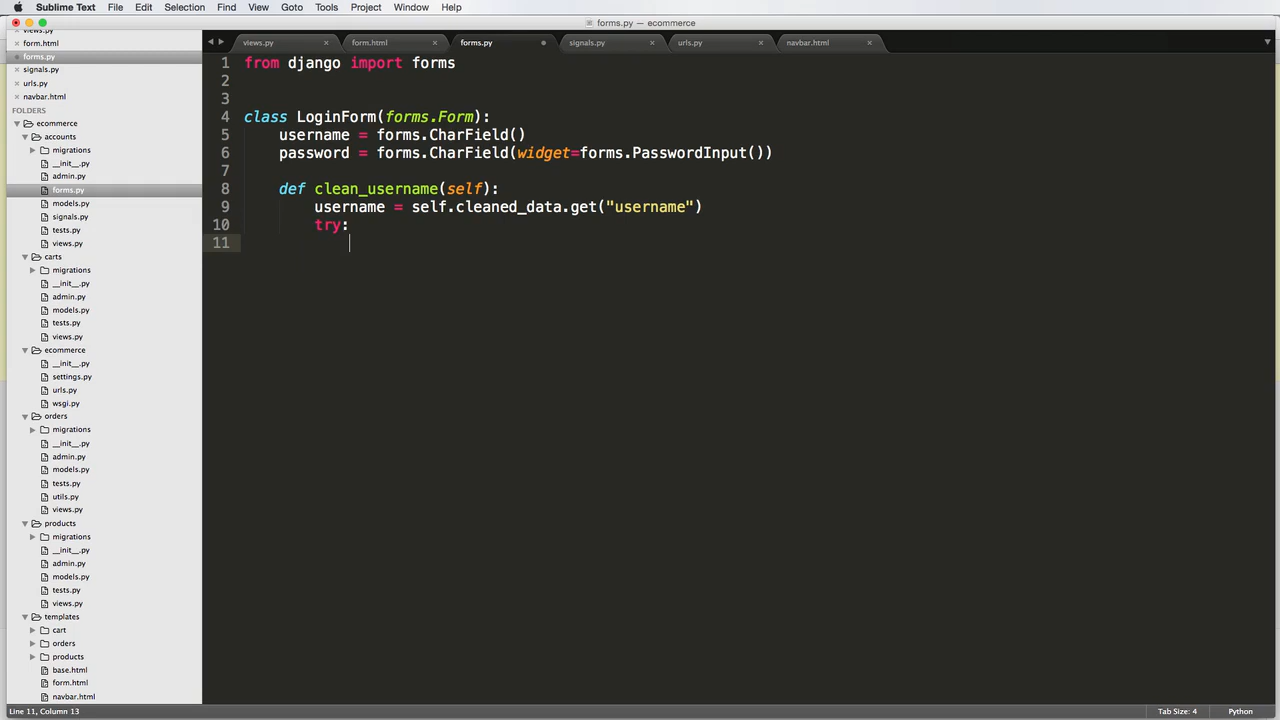 Sublime Text File Edit Selection Find View Goto Tools Project Window Help
forms.py — ecommerce
views.py
form.html
forms.py
signals.py
urls.py
navbar.html
FOLDERS
ecommerce
accounts
migrations
__init__.py
admin.py
forms.py
models.py
signals.py
tests.py
views.py
carts
migrations
__init__.py
admin.py
models.py
tests.py
views.py
ecommerce
__init__.py
settings.py
urls.py
wsgi.py
orders
migrations
__init__.py
admin.py
models.py
tests.py
utils.py
views.py
products
migrations
__init__.py
admin.py
models.py
tests.py
views.py
templates
cart
orders
products
base.html
form.html
navbar.html
views.py form.html forms.py signals.py urls.py navbar.html
1 from django import forms
2
3
4 class LoginForm(forms.Form):
5 username = forms.CharField()
6 password = forms.CharField(widget=forms.PasswordInput())
7
8 def clean_username(self):
9 username = self.cleaned_data.get("username")
10 try:
11
Line 11, Column 13 Tab Size: 4 Python